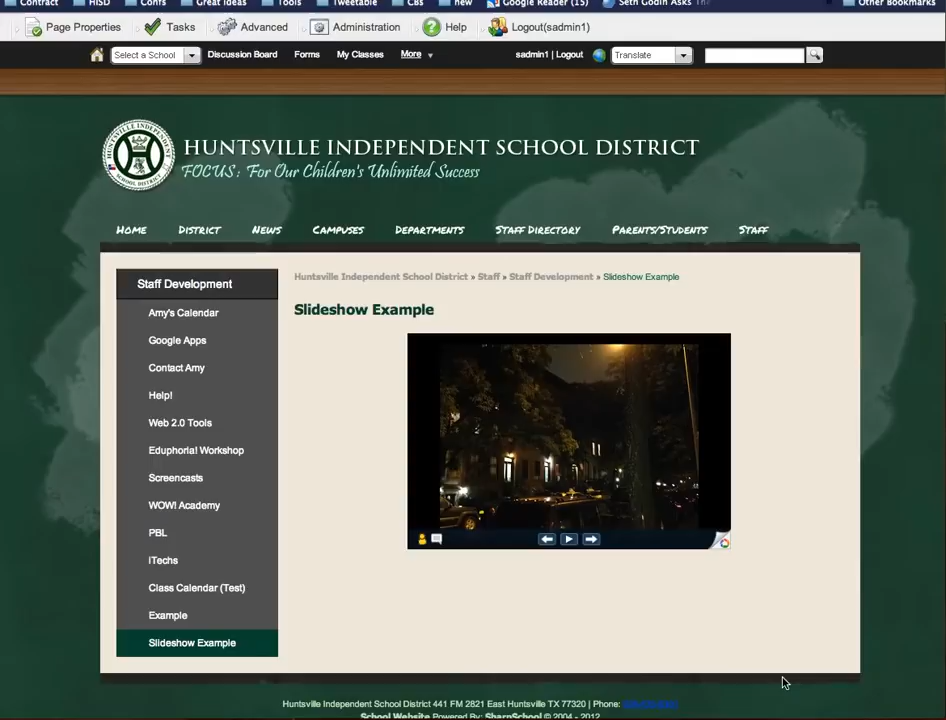 Contract HISD Confs Great Ideas Tools Tweetable CBs new Google Reader (15) Seth Godin Asks Other Bookmarks
Page Properties Tasks Advanced Administration Help Logout(sadmin1)
Select a School Discussion Board Forms My Classes More sadmin1 | Logout Translate
HUNTSVILLE INDEPENDENT SCHOOL DISTRICT
FOCUS: For Our Children's Unlimited Success
HOME DISTRICT NEWS CAMPUSES DEPARTMENTS STAFF DIRECTORY PARENTS/STUDENTS STAFF
Staff Development
Amy's Calendar
Google Apps
Contact Amy
Help!
Web 2.0 Tools
Eduphoria! Workshop
Screencasts
WOW! Academy
PBL
iTechs
Class Calendar (Test)
Example
Slideshow Example
Huntsville Independent School District » Staff » Staff Development » Slideshow Example
Slideshow Example
Huntsville Independent School District 441 FM 2821 East Huntsville TX 77320 | Phone:
School Website Powered By: SharpSchool © 2004 - 2012